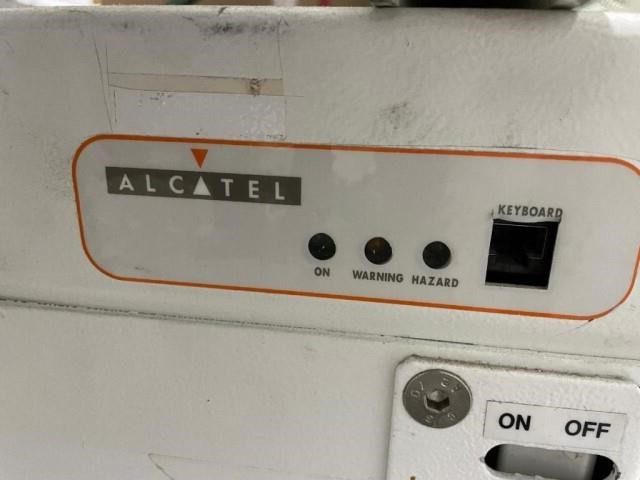 ALCATEL
KEYBOARD
ON
WARNING
HAZARD
ON OFF